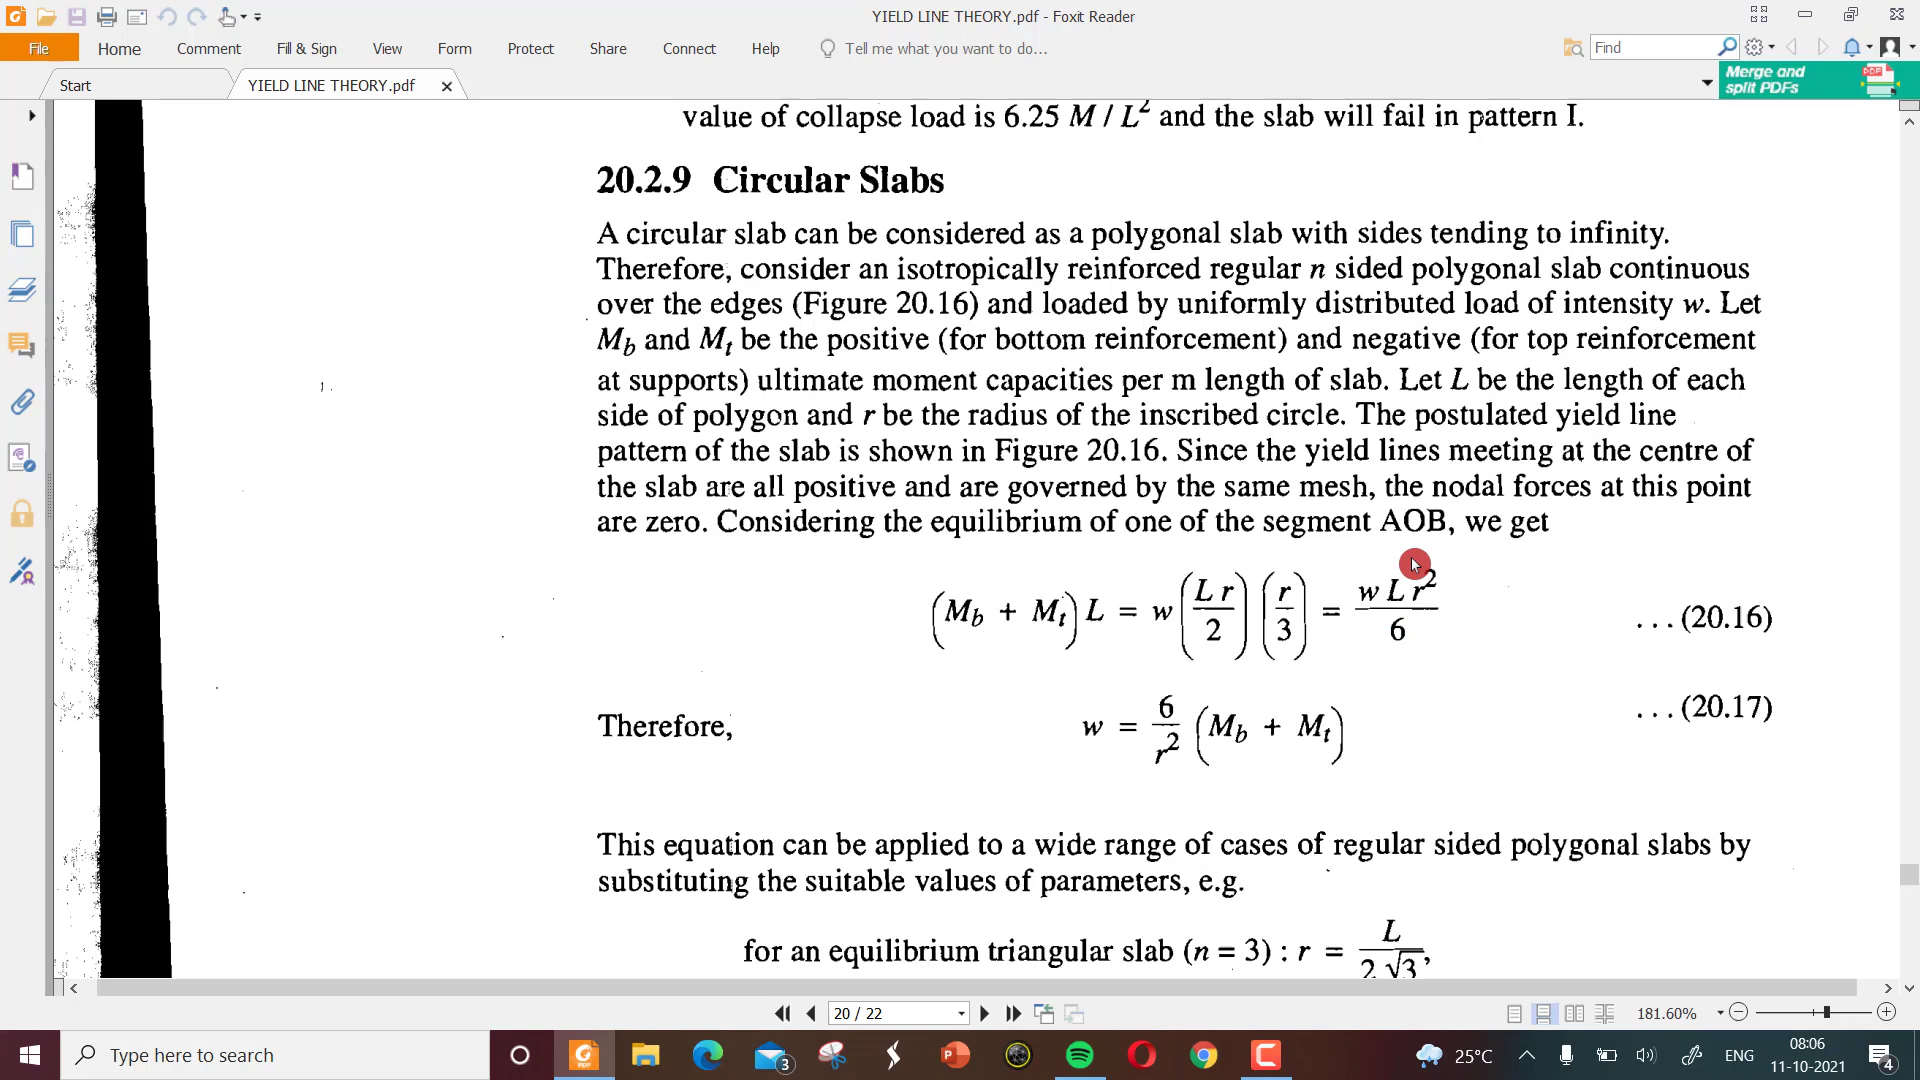 YIELD LINE THEORY.pdf - Foxit Reader
File Home Comment Fill & Sign View Form Protect Share Connect Help Tell me what you want to do... Find
Start YIELD LINE THEORY.pdf
Merge and
split PDFs
value of collapse load is 6.25 M / L² and the slab will fail in pattern I.
20.2.9 Circular Slabs
A circular slab can be considered as a polygonal slab with sides tending to infinity.
Therefore, consider an isotropically reinforced regular n sided polygonal slab continuous
over the edges (Figure 20.16) and loaded by uniformly distributed load of intensity w. Let
M_b and M_t be the positive (for bottom reinforcement) and negative (for top reinforcement
at supports) ultimate moment capacities per m length of slab. Let L be the length of each
side of polygon and r be the radius of the inscribed circle. The postulated yield line
pattern of the slab is shown in Figure 20.16. Since the yield lines meeting at the centre of
the slab are all positive and are governed by the same mesh, the nodal forces at this point
are zero. Considering the equilibrium of one of the segment AOB, we get
(M_b + M_t) L = w (L r / 2) (r / 3) = w L r² / 6 ...(20.16)
Therefore, w = 6 / r² (M_b + M_t) ...(20.17)
This equation can be applied to a wide range of cases of regular sided polygonal slabs by
substituting the suitable values of parameters, e.g.
for an equilibrium triangular slab (n = 3) : r = L / 2 √3,
20 / 22
181.60%
Type here to search
3
25°C
ENG
08:06
11-10-2021
4